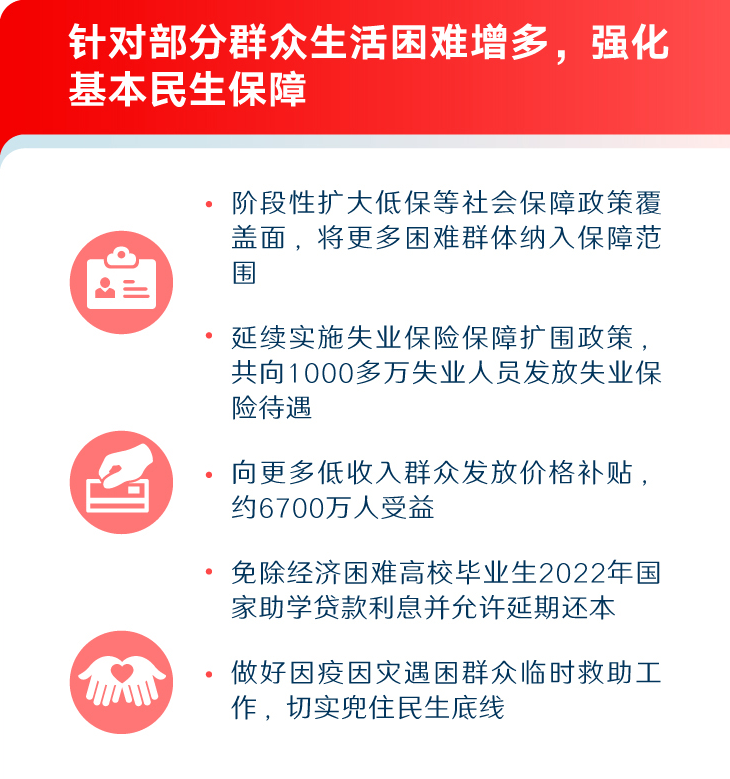 针对部分群众生活困难增多，强化
基本民生保障
• 阶段性扩大低保等社会保障政策覆
盖面，将更多困难群体纳入保障范
围
• 延续实施失业保险保障扩围政策，
共向1000多万失业人员发放失业保
险待遇
• 向更多低收入群众发放价格补贴，
约6700万人受益
• 免除经济困难高校毕业生2022年国
家助学贷款利息并允许延期还本
• 做好因疫因灾遇困群众临时救助工
作，切实兜住民生底线